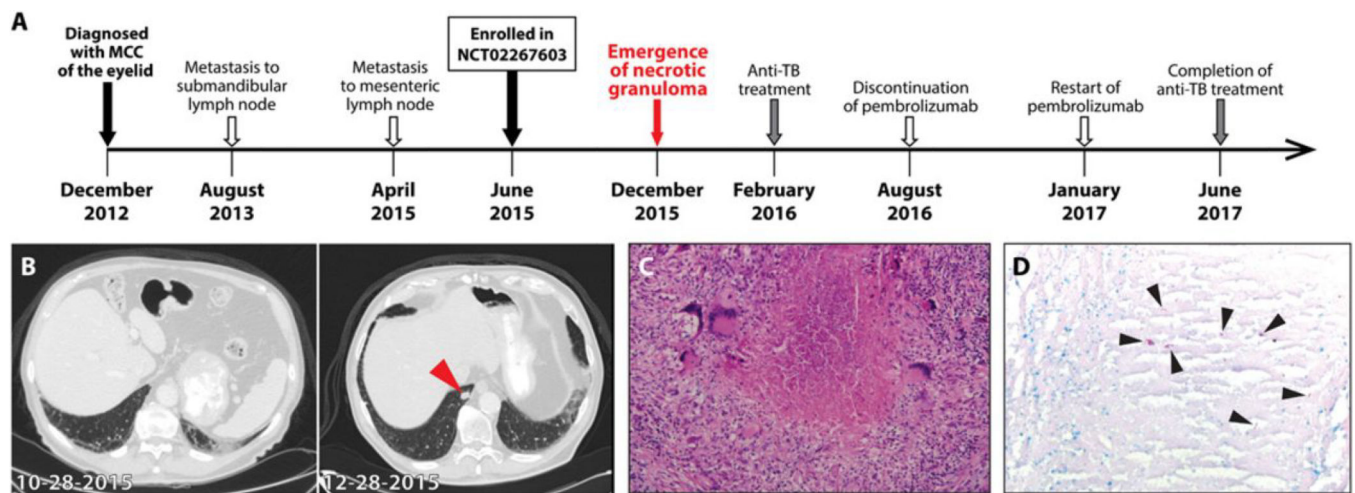 A
Diagnosed
with MCC
of the eyelid
Metastasis to
submandibular
lymph node
Metastasis
to mesenteric
lymph node
Enrolled in
NCT02267603
Emergence
of necrotic
granuloma
Anti-TB
treatment
Discontinuation
of pembrolizumab
Restart of
pembrolizumab
Completion of
anti-TB treatment
December
2012
August
2013
April
2015
June
2015
December
2015
February
2016
August
2016
January
2017
June
2017
B
10-28-2015
12-28-2015
C
D